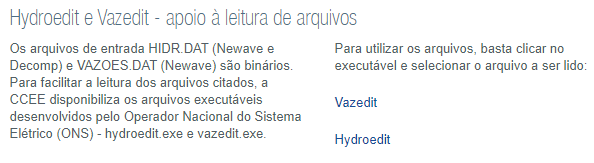 Hydroedit e Vazedit - apoio à leitura de arquivos
Os arquivos de entrada HIDR.DAT (Newave e
Decomp) e VAZOES.DAT (Newave) são binários.
Para facilitar a leitura dos arquivos citados, a
CCEE disponibiliza os arquivos executáveis
desenvolvidos pelo Operador Nacional do Sistema
Elétrico (ONS) - hydroedit.exe e vazedit.exe.
Para utilizar os arquivos, basta clicar no
executável e selecionar o arquivo a ser lido:
Vazedit
Hydroedit